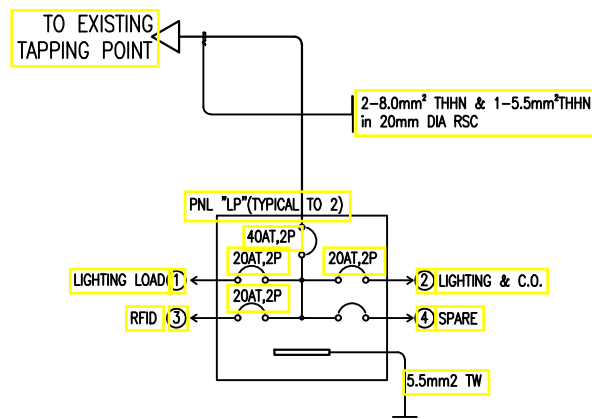 TO EXISTING
TAPPING POINT
2-8.0mm² THHN & 1-5.5mm²THHN
in 20mm DIA RSC
PNL "LP"(TYPICAL TO 2)
40AT,2P
20AT,2P
20AT,2P
LIGHTING LOAD 1
2 LIGHTING & C.O.
20AT,2P
RFID 3
4 SPARE
5.5mm2 TW